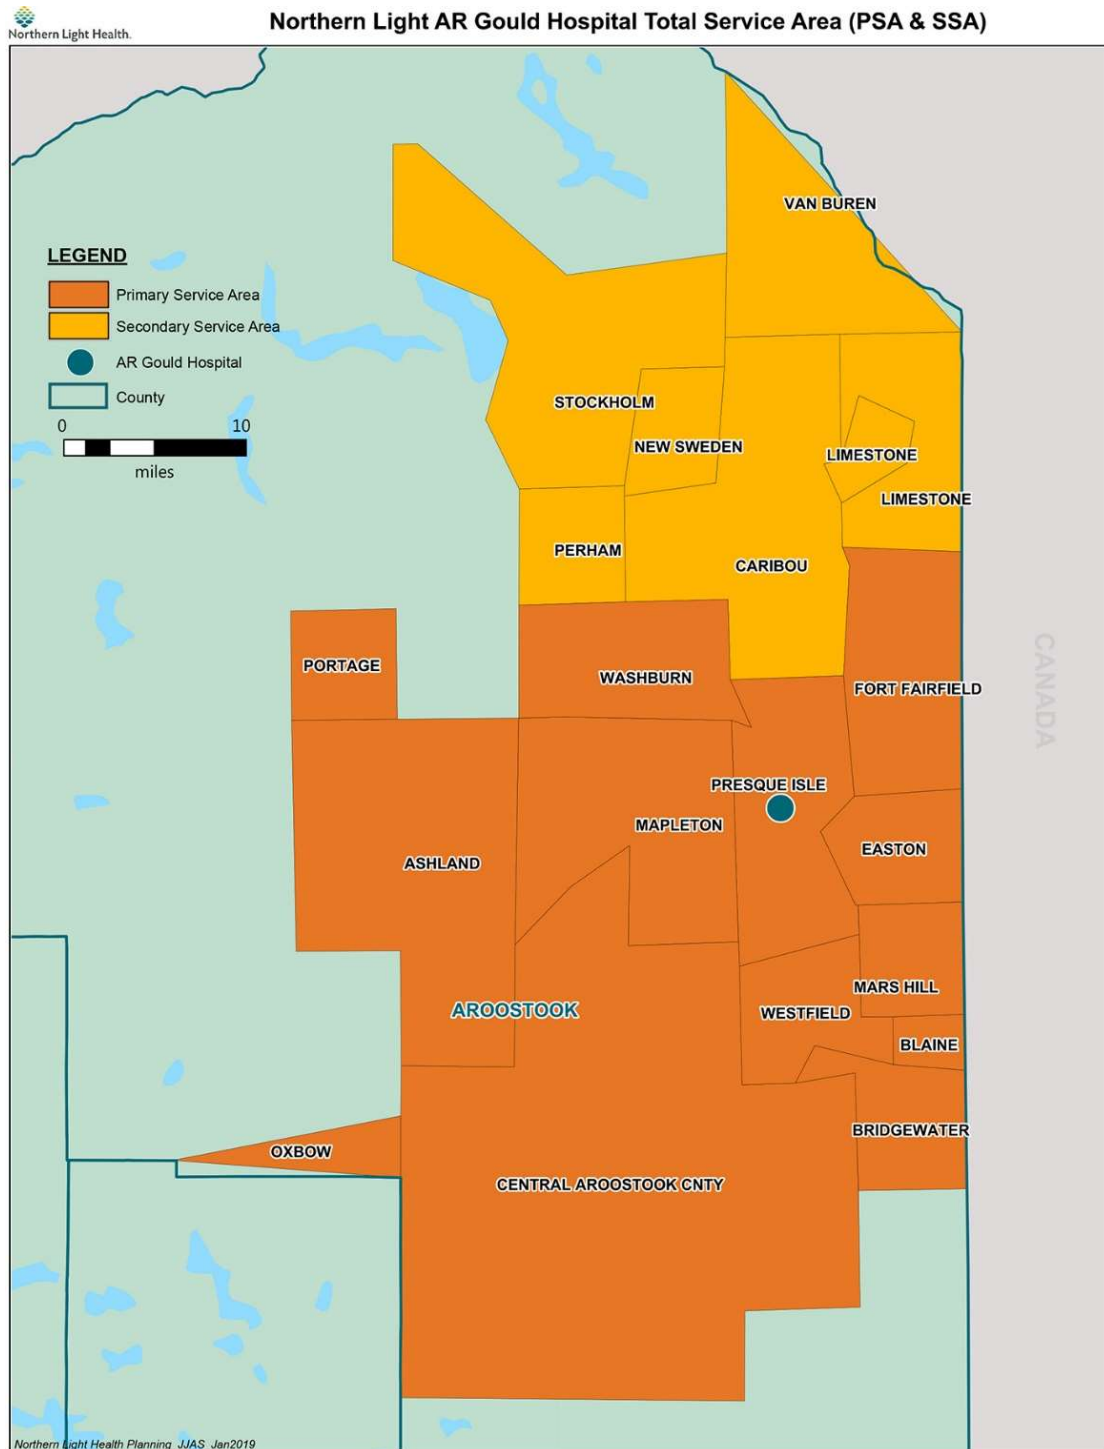 Northern Light Health.
Northern Light AR Gould Hospital Total Service Area (PSA & SSA)
VAN BUREN
LEGEND
Primary Service Area
Secondary Service Area
AR Gould Hospital
County
0 10
miles
STOCKHOLM
NEW SWEDEN
LIMESTONE
LIMESTONE
PERHAM
CARIBOU
CANADA
PORTAGE
WASHBURN
FORT FAIRFIELD
PRESQUE ISLE
MAPLETON
EASTON
ASHLAND
MARS HILL
AROOSTOOK
WESTFIELD
BLAINE
BRIDGEWATER
OXBOW
CENTRAL AROOSTOOK CNTY
Northern Light Health Planning_JJAS_Jan2019